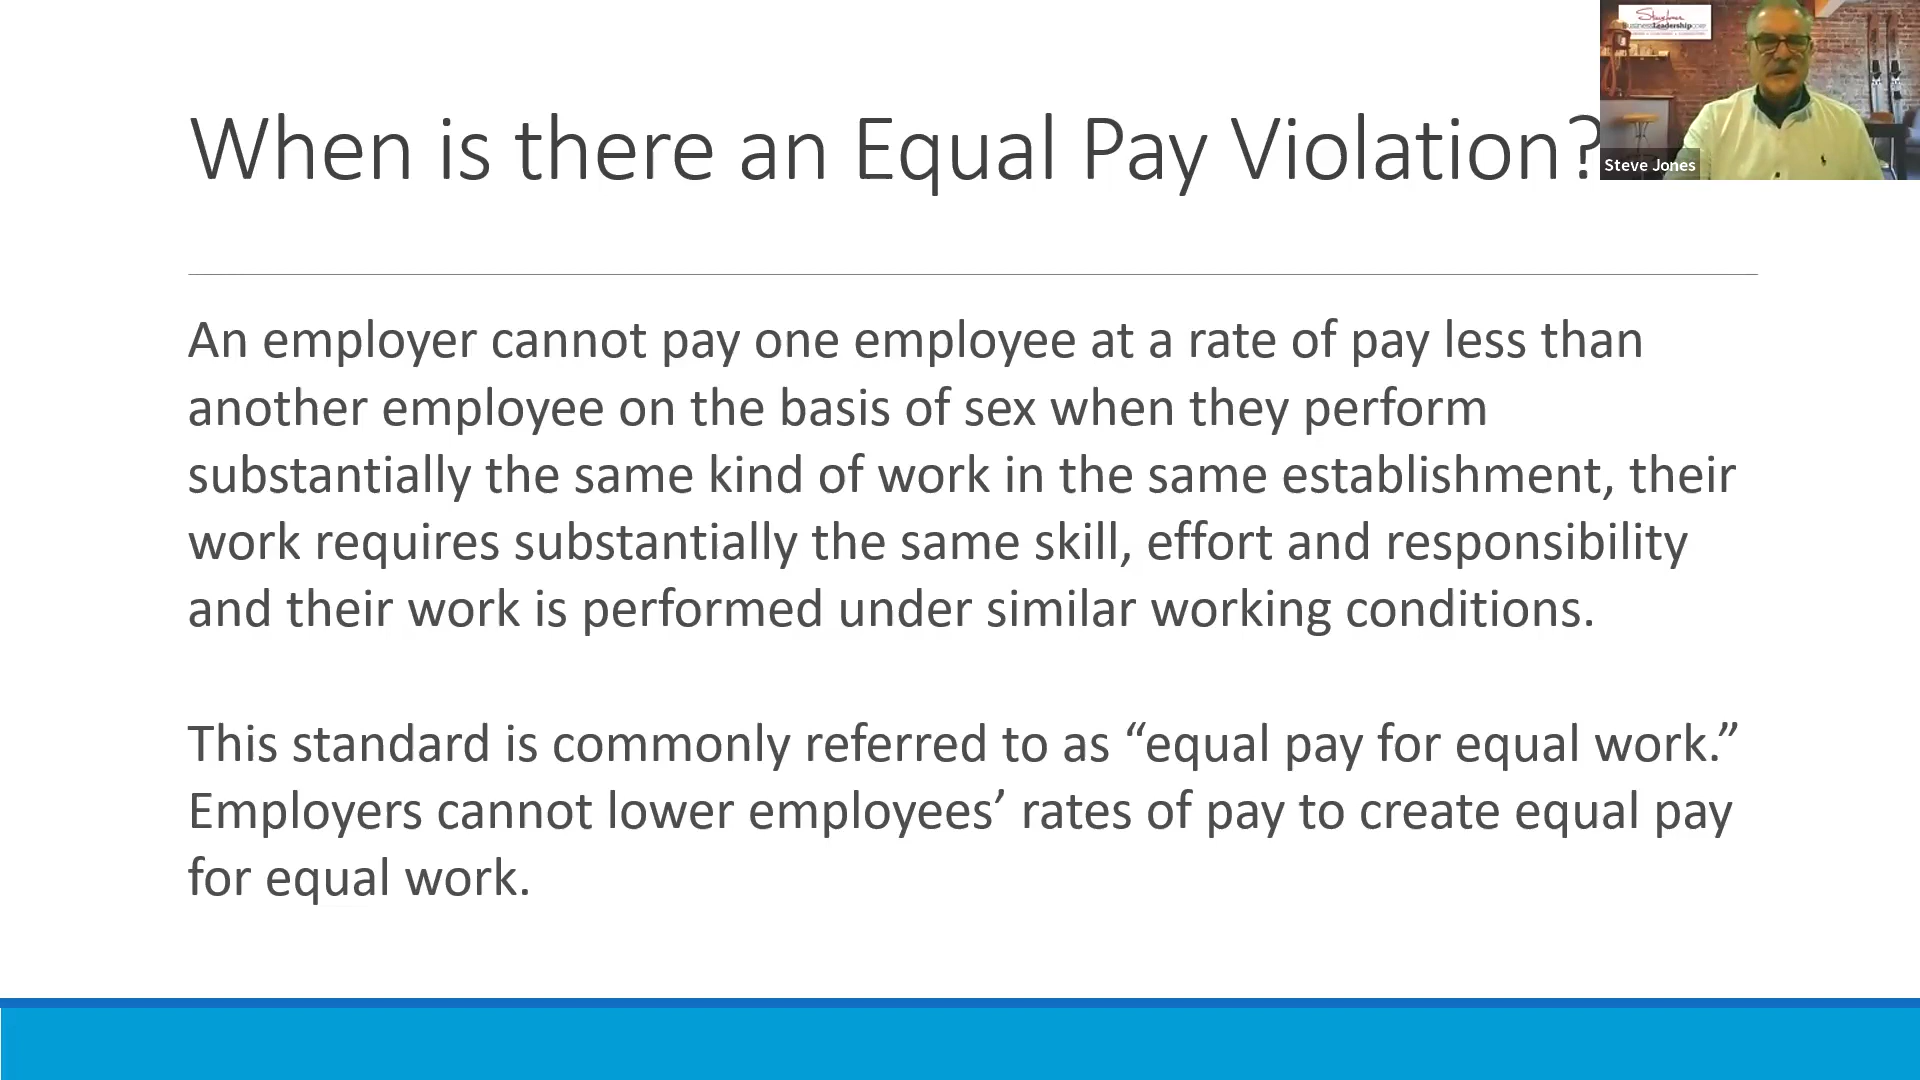 When is there an Equal Pay Violation?
Leadership
Steve Jones
An employer cannot pay one employee at a rate of pay less than
another employee on the basis of sex when they perform
substantially the same kind of work in the same establishment, their
work requires substantially the same skill, effort and responsibility
and their work is performed under similar working conditions.
This standard is commonly referred to as “equal pay for equal work.”
Employers cannot lower employees’ rates of pay to create equal pay
for equal work.